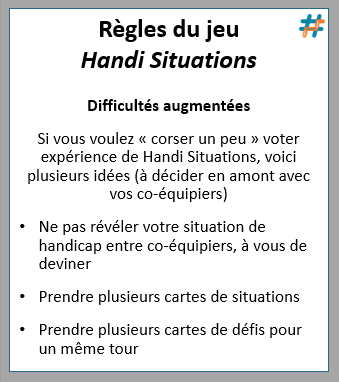 Règles du jeu
Handi Situations
Difficultés augmentées
Si vous voulez « corser un peu » voter
expérience de Handi Situations, voici
plusieurs idées (à décider en amont avec
vos co-équipiers)
• Ne pas révéler votre situation de
handicap entre co-équipiers, à vous de
deviner
• Prendre plusieurs cartes de situations
• Prendre plusieurs cartes de défis pour
un même tour